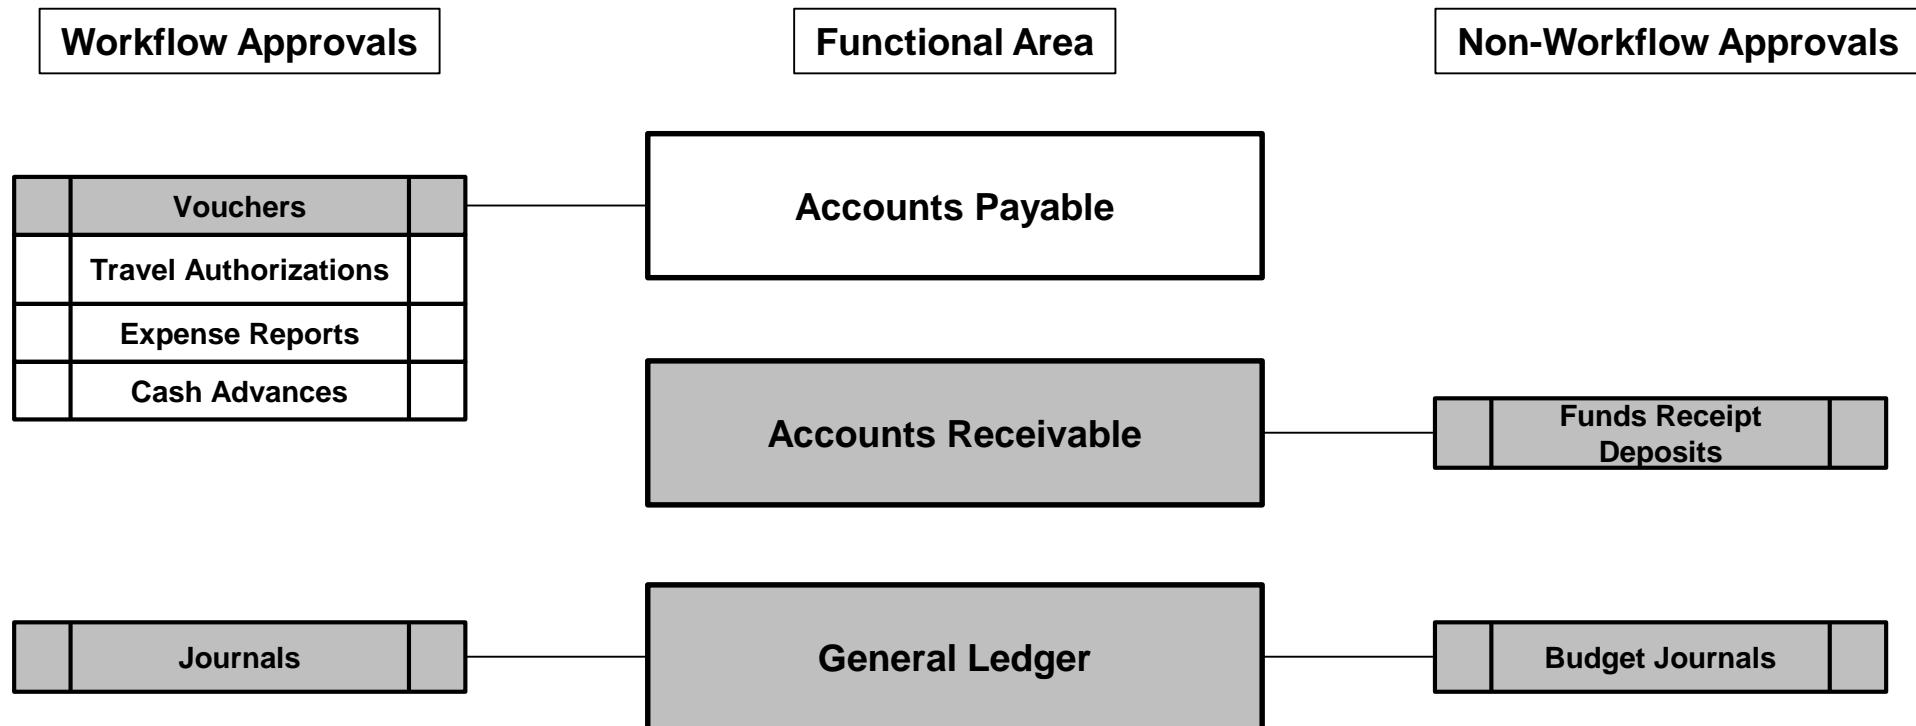 Workflow Approvals
Functional Area
Non-Workflow Approvals
Vouchers
Travel Authorizations
Expense Reports
Cash Advances
Accounts Payable
Accounts Receivable
Funds Receipt
Deposits
Journals
General Ledger
Budget Journals